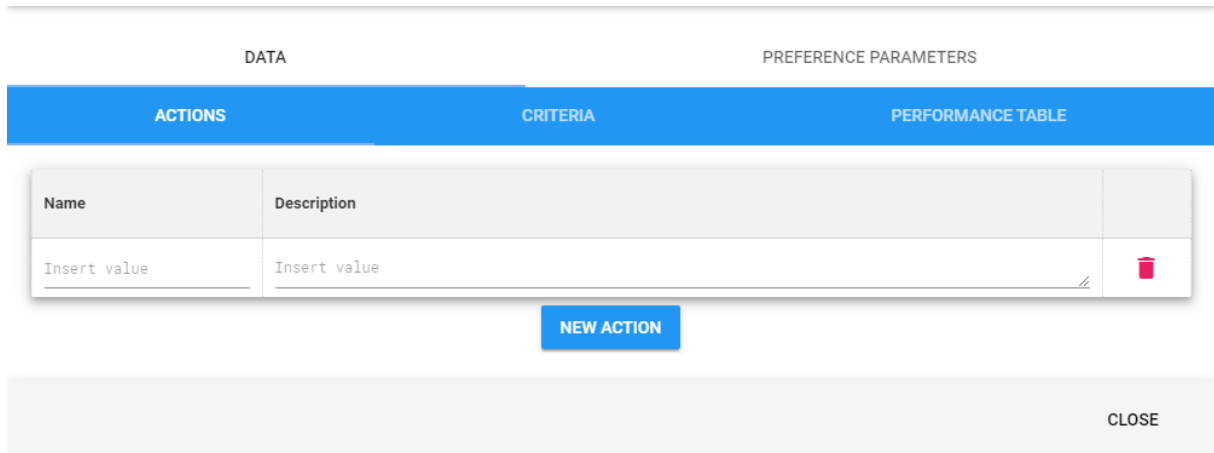 DATA PREFERENCE PARAMETERS
ACTIONS CRITERIA PERFORMANCE TABLE
Name Description
Insert value Insert value
NEW ACTION
CLOSE